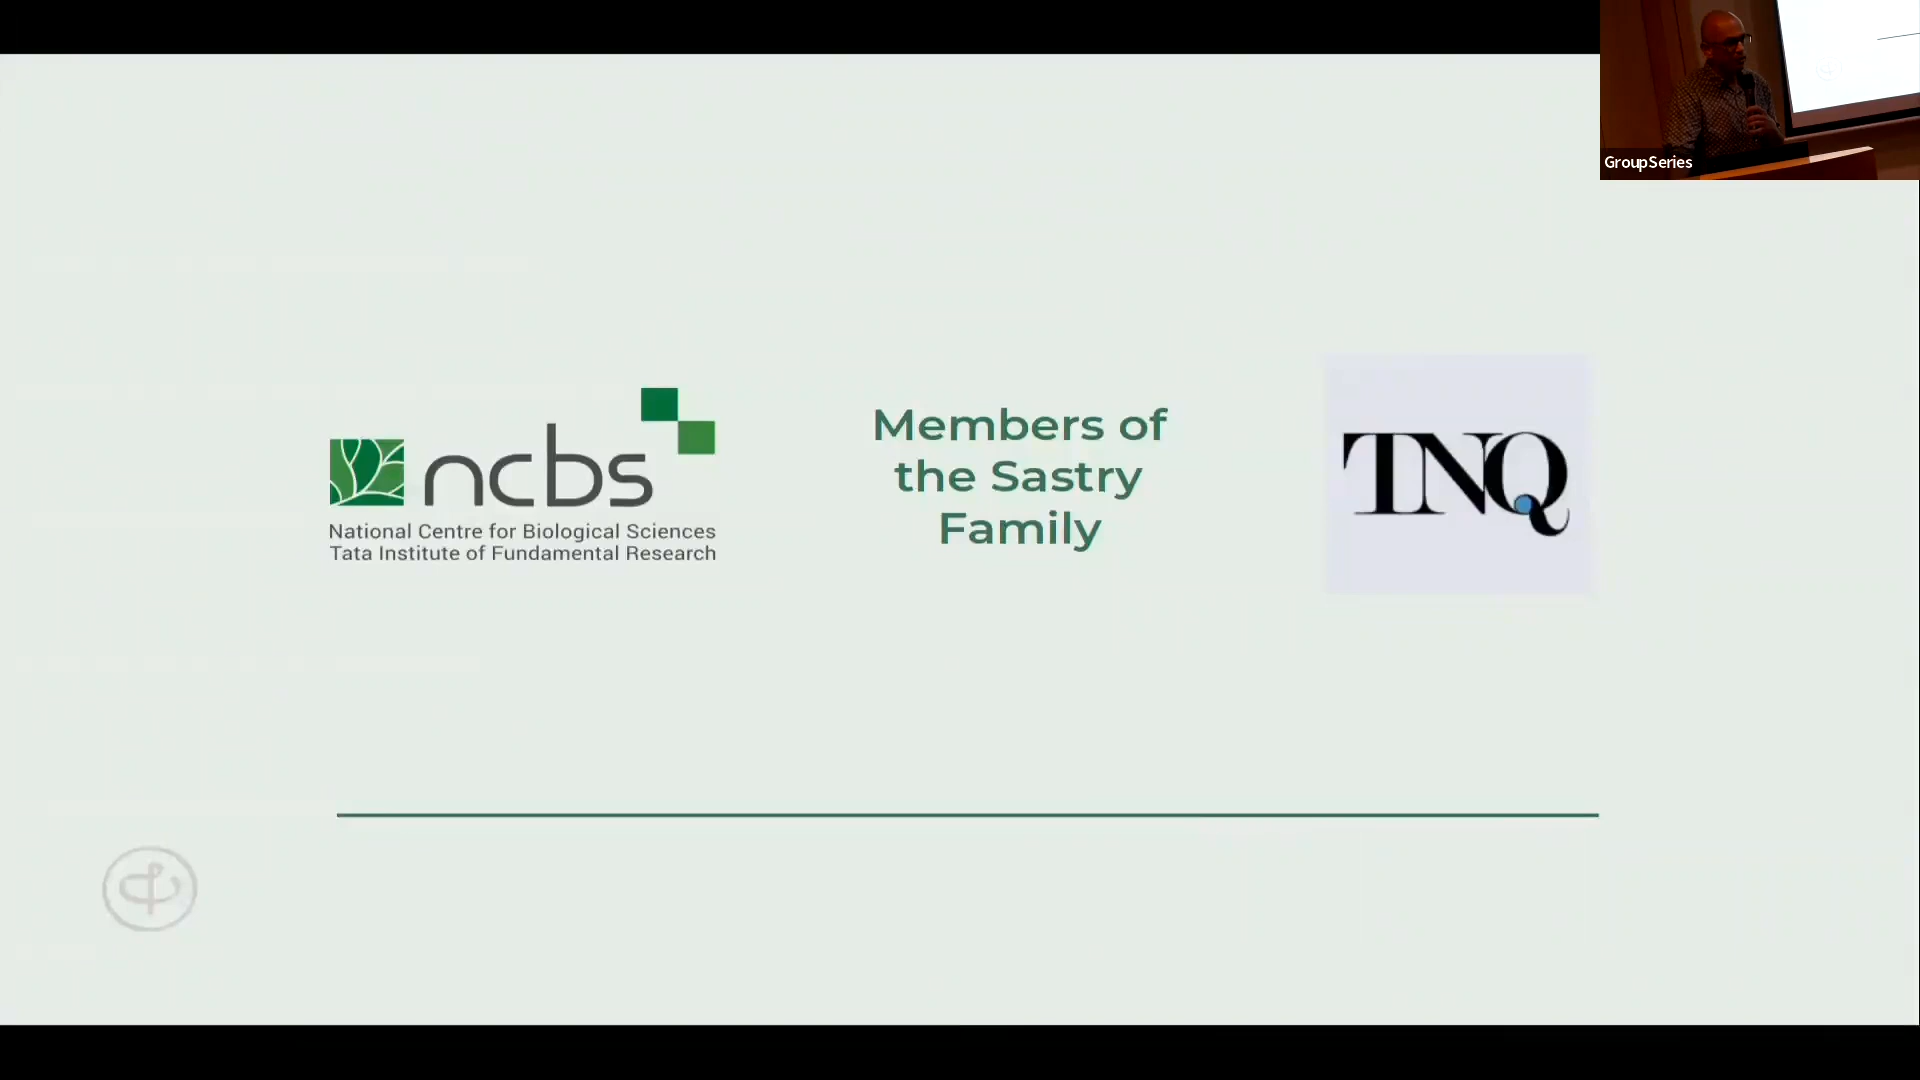 GroupSeries
ncbs
National Centre for Biological Sciences
Tata Institute of Fundamental Research
Members of
the Sastry
Family
TNQ